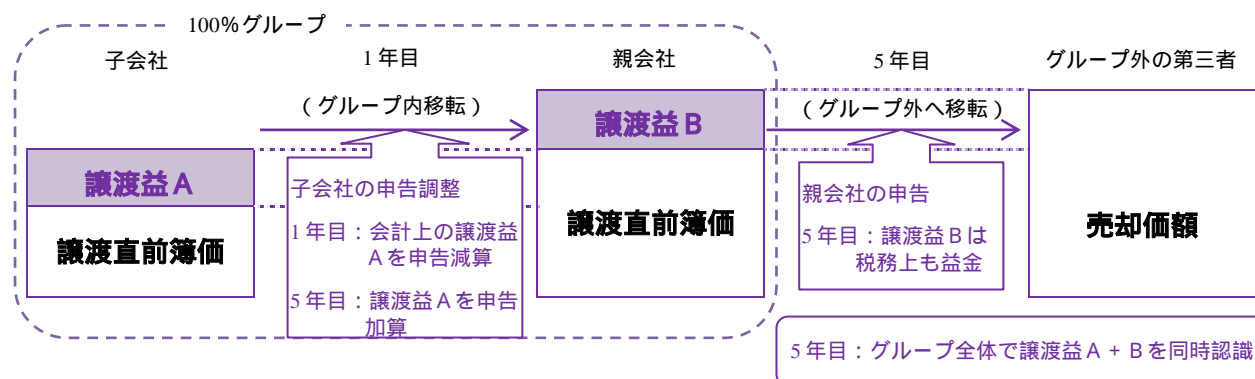 100%グループ
子会社
1年目
親会社
5年目
グループ外の第三者
(グループ内移転)
(グループ外へ移転)
譲渡益A
譲渡直前簿価
子会社の申告調整
1年目:会計上の譲渡益
Aを申告減算
5年目:譲渡益Aを申告
加算
譲渡益B
譲渡直前簿価
親会社の申告
5年目:譲渡益Bは
税務上も益金
売却価額
5年目:グループ全体で譲渡益A+Bを同時認識